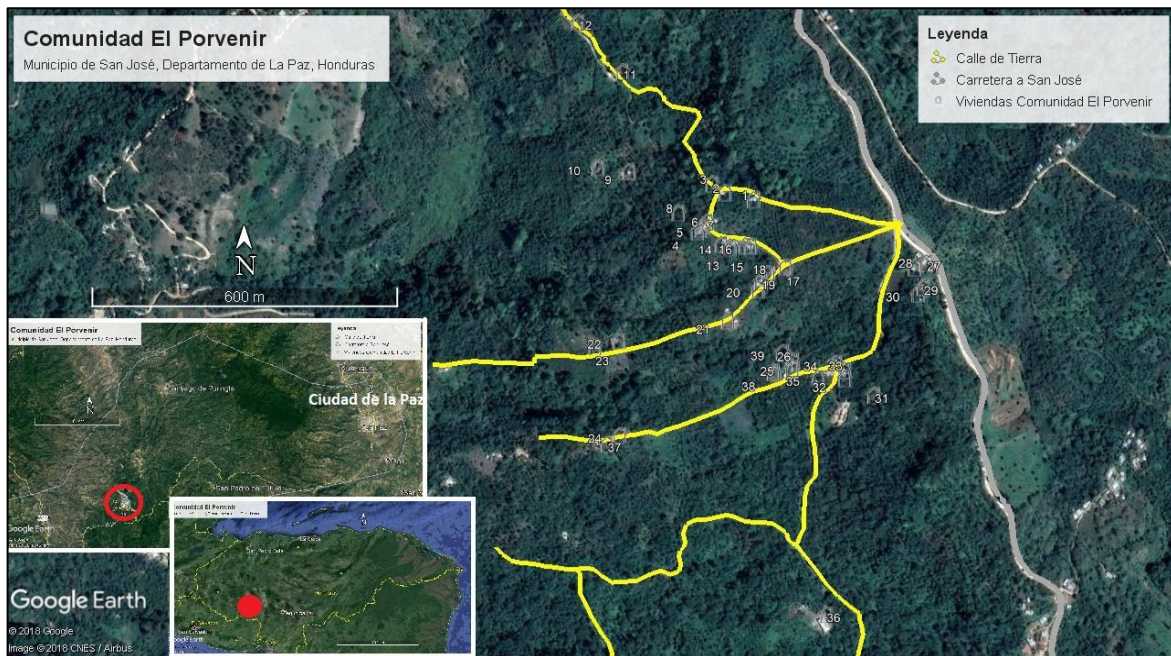 Comunidad El Porvenir
Municipio de San José, Departamento de La Paz, Honduras
Leyenda
Calle de Tierra
Carretera a San José
Viviendas Comunidad El Porvenir
12
11
10
9
3
2
1
8
6
7
5
4
14
16
13
15
18
17
19
20
28
27
29
30
21
22
23
39
26
25
34
33
35
32
38
31
24
37
36
N
600 m
Comunidad El Porvenir
Leyenda
Ciudad de la Paz
Google Earth
N
Google Earth
© 2018 Google
Image © 2018 CNES / Airbus